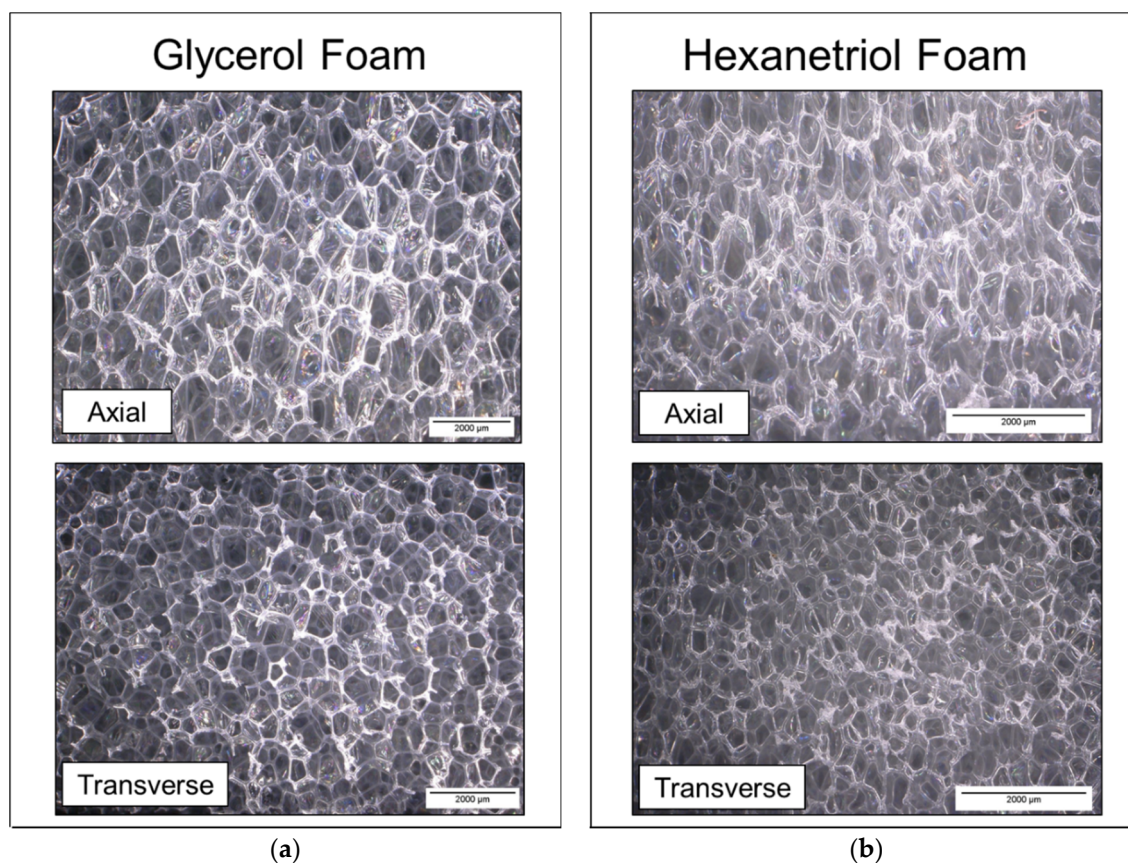 Glycerol Foam
Axial
2000 µm
Transverse
2000 µm
(a)
Hexanetriol Foam
Axial
2000 µm
Transverse
2000 µm
(b)